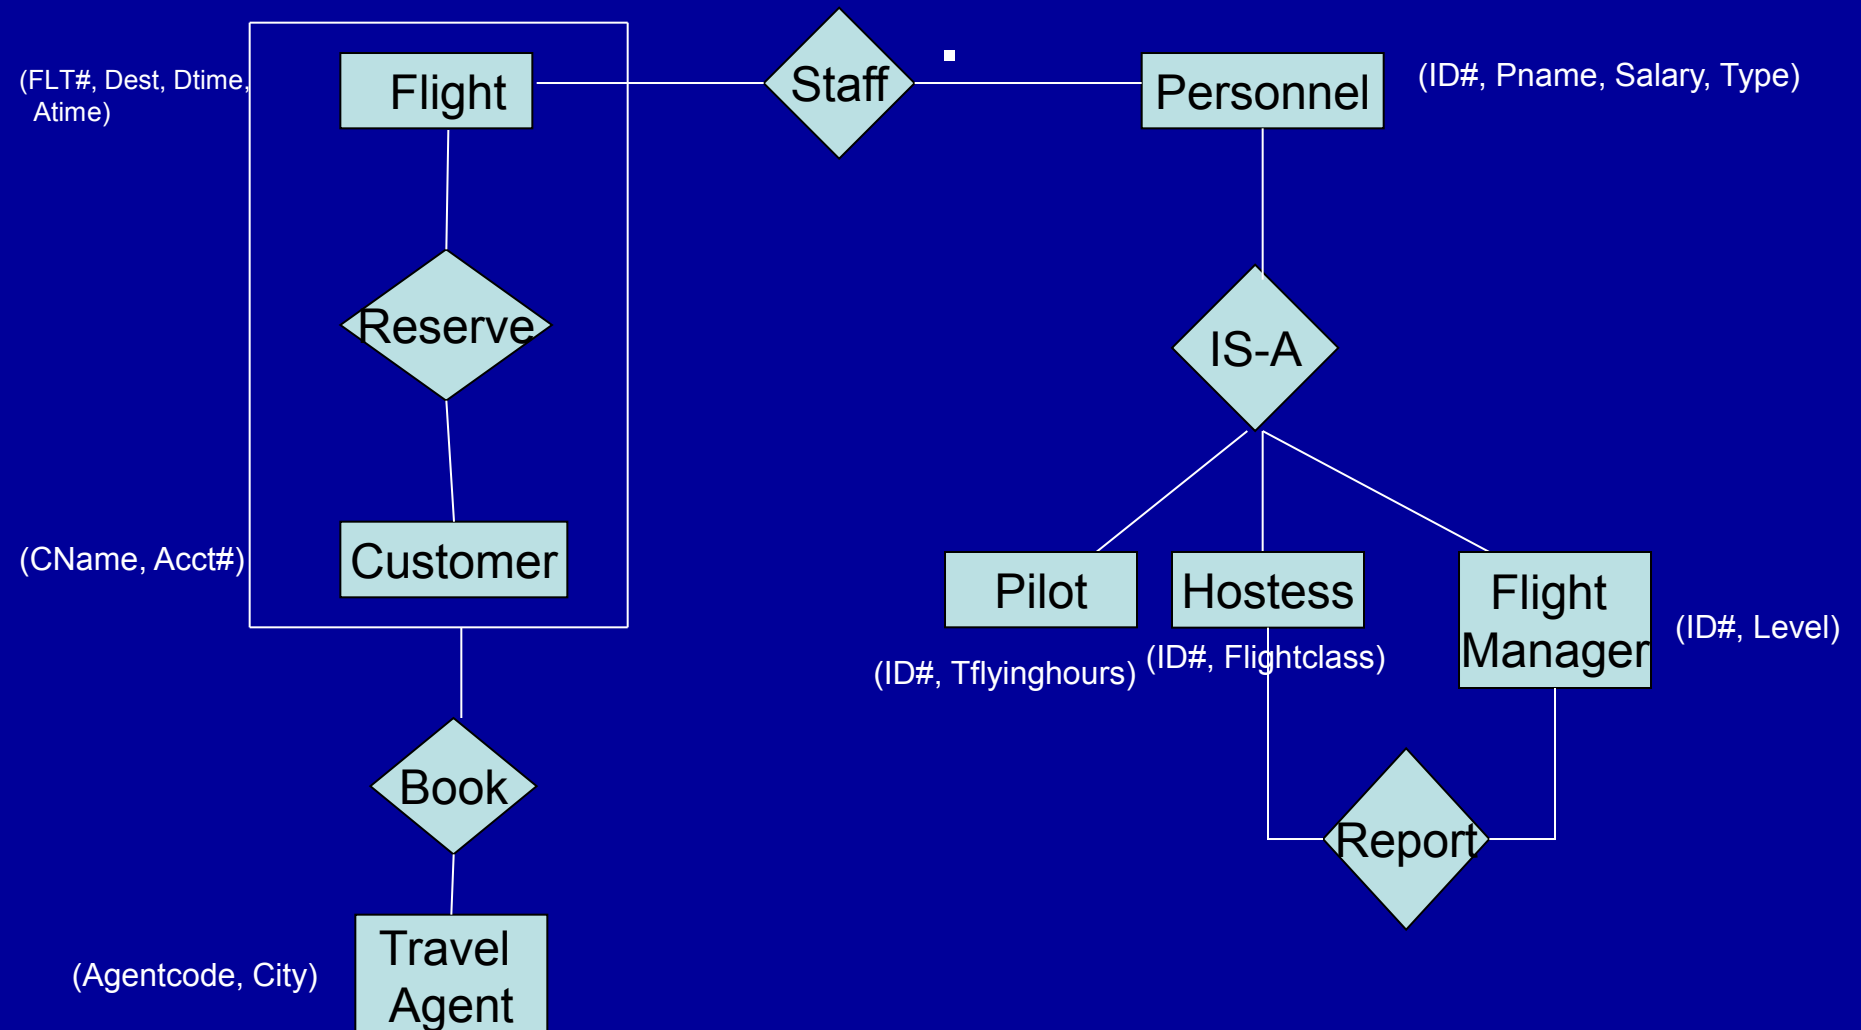 (FLT#, Dest, Dtime,
Atime)
Flight
Staff
Personnel
(ID#, Pname, Salary, Type)
Reserve
IS-A
(CName, Acct#)
Customer
Pilot
Hostess
Flight
Manager
(ID#, Level)
(ID#, Tflyinghours)
(ID#, Flightclass)
Book
Report
(Agentcode, City)
Travel
Agent